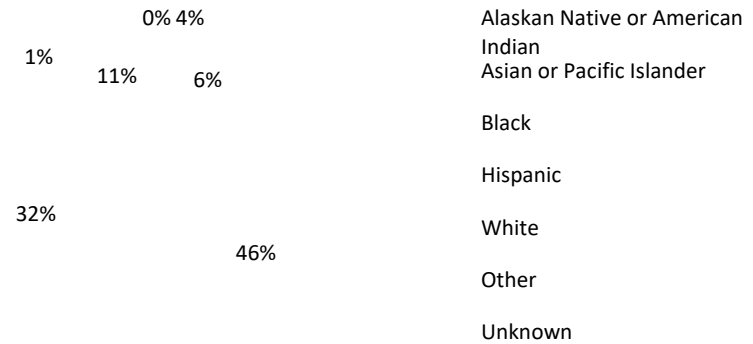 0% 4%
1%
11%
6%
32%
46%
Alaskan Native or American
Indian
Asian or Pacific Islander
Black
Hispanic
White
Other
Unknown